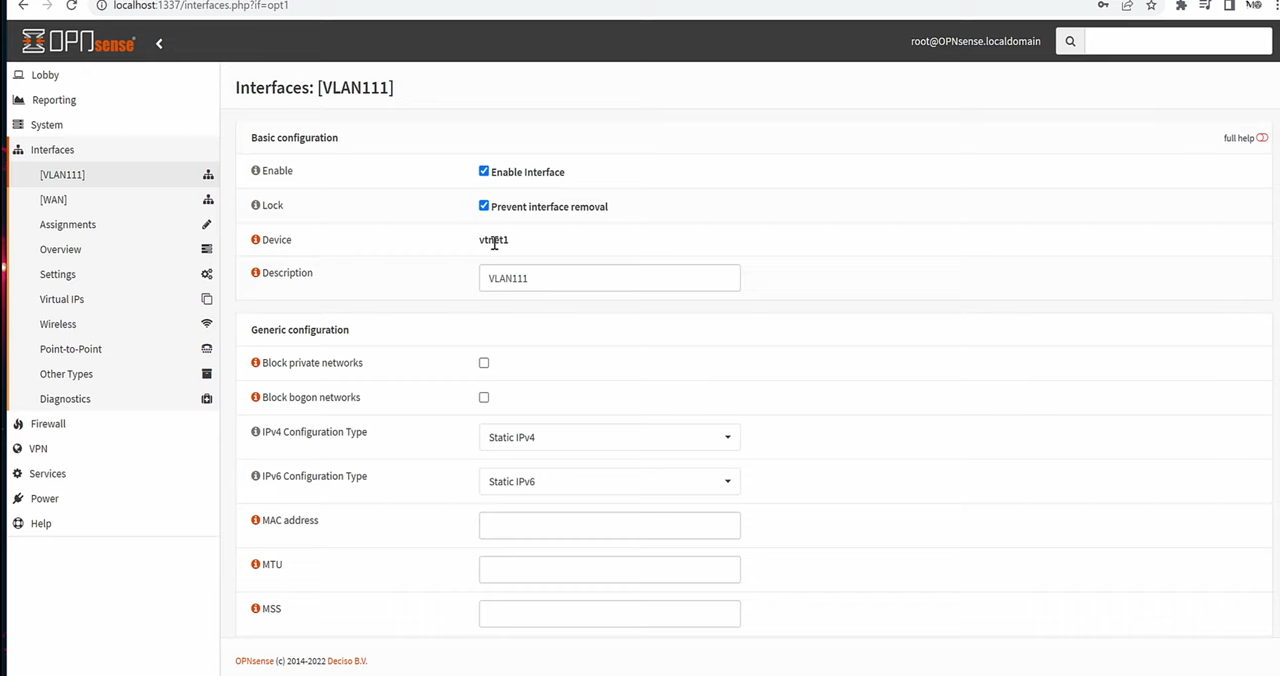 localhost:1337/interfaces.php?if=opt1
OPNsense
root@OPNsense.localdomain
Lobby
Reporting
System
Interfaces
[VLAN111]
[WAN]
Assignments
Overview
Settings
Virtual IPs
Wireless
Point-to-Point
Other Types
Diagnostics
Firewall
VPN
Services
Power
Help
Interfaces: [VLAN111]
Basic configuration
full help
Enable
Enable Interface
Lock
Prevent interface removal
Device
vtnet1
Description
VLAN111
Generic configuration
Block private networks
Block bogon networks
IPv4 Configuration Type
Static IPv4
IPv6 Configuration Type
Static IPv6
MAC address
MTU
MSS
OPNsense (c) 2014-2022 Deciso B.V.